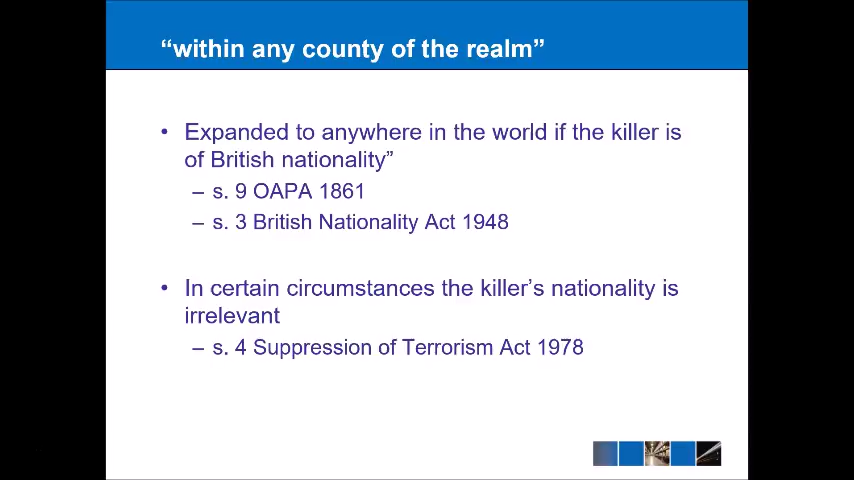 “within any county of the realm”
• Expanded to anywhere in the world if the killer is
of British nationality”
– s. 9 OAPA 1861
– s. 3 British Nationality Act 1948
• In certain circumstances the killer’s nationality is
irrelevant
– s. 4 Suppression of Terrorism Act 1978